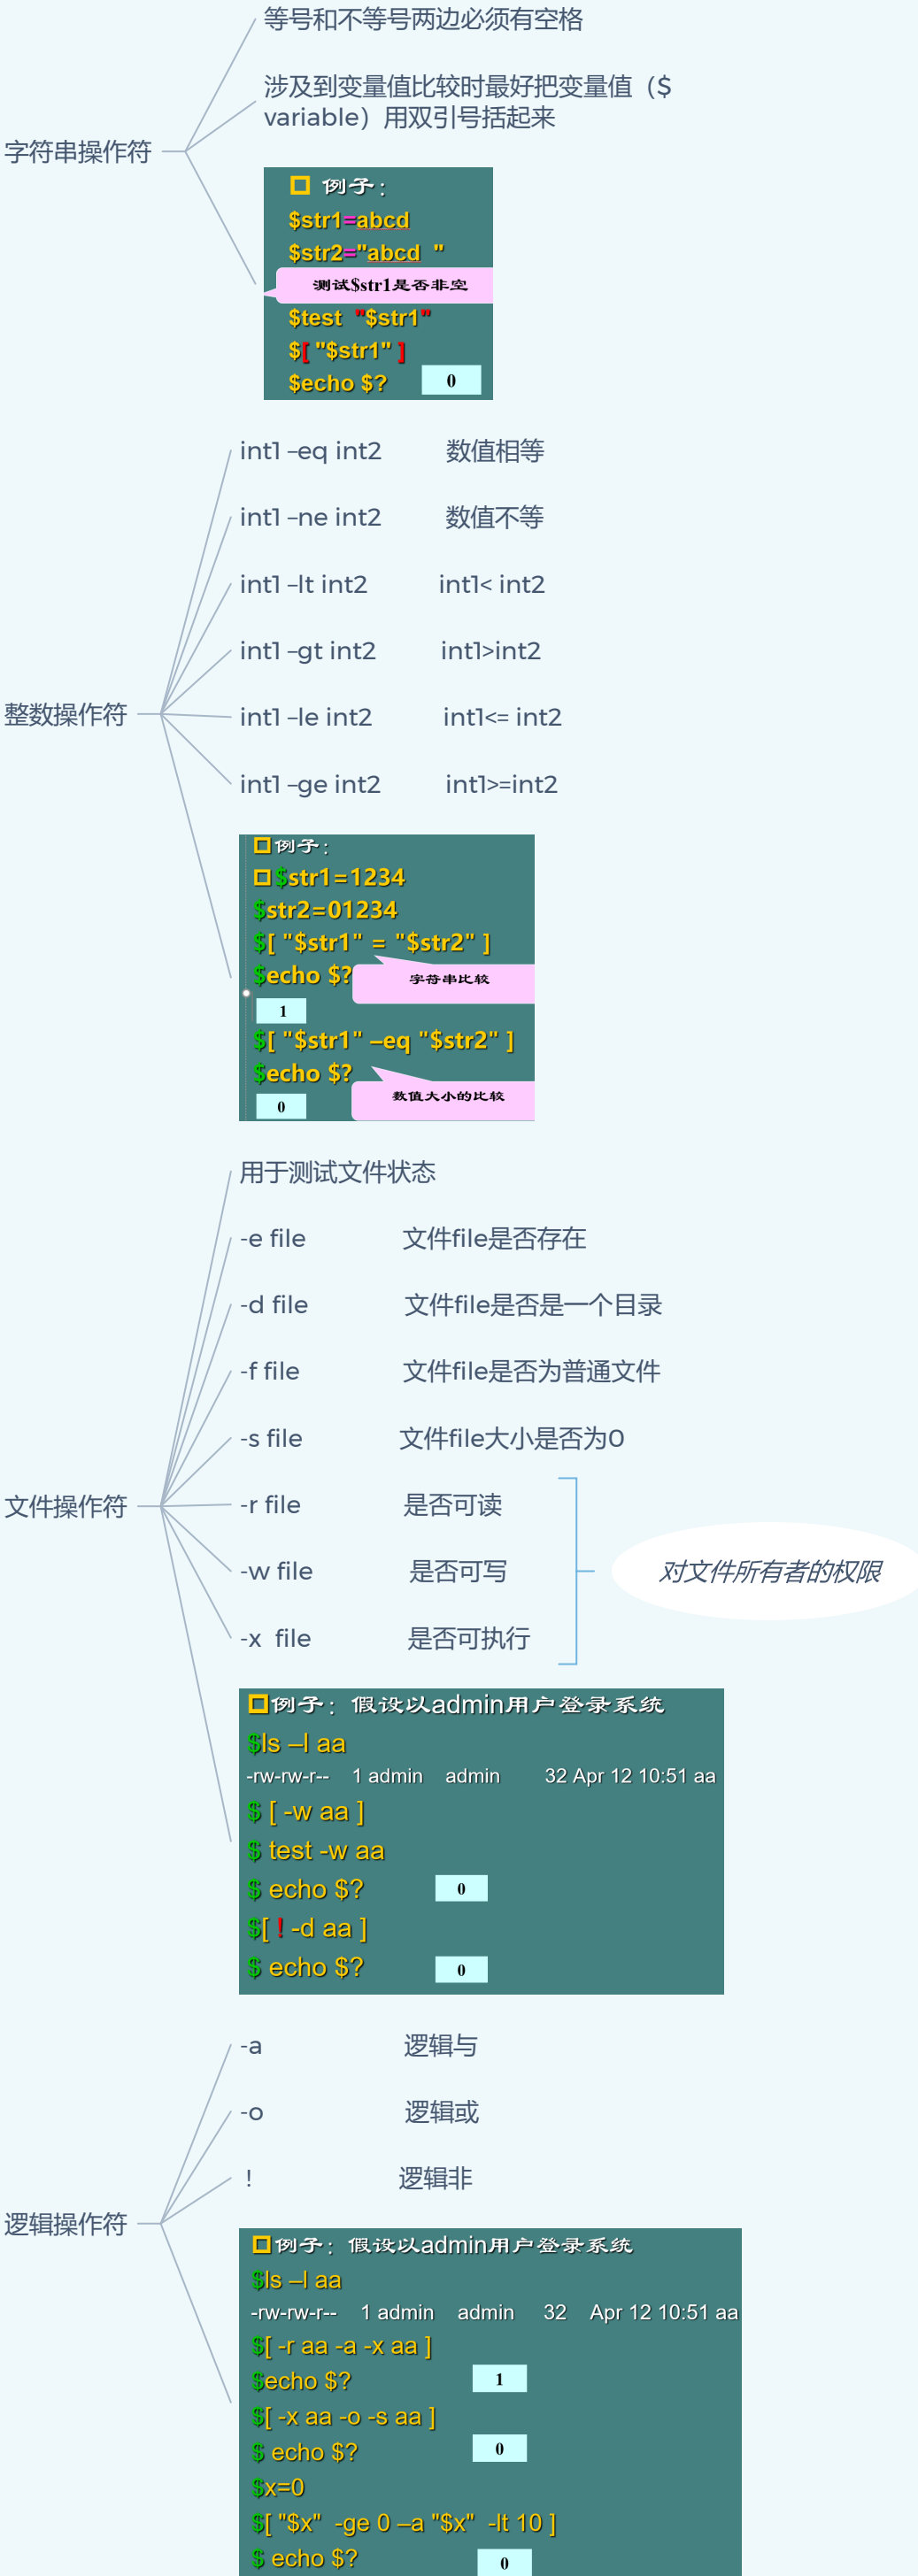 字符串操作符
等号和不等号两边必须有空格
涉及到变量值比较时最好把变量值（$
variable）用双引号括起来
例子：
$str1=abcd
$str2="abcd  "
测试$str1是否非空
$test  "$str1"
$[ "$str1" ]
$echo $?
0
整数操作符
int1 –eq int2 数值相等
int1 –ne int2 数值不等
int1 –lt int2 int1< int2
int1 –gt int2 int1>int2
int1 –le int2 int1<= int2
int1 –ge int2 int1>=int2
例子：
$str1=1234
$str2=01234
$[ "$str1" = "$str2" ]
$echo $?
字符串比较
1
$[ "$str1" –eq "$str2" ]
$echo $?
数值大小的比较
0
文件操作符
用于测试文件状态
-e file 文件file是否存在
-d file 文件file是否是一个目录
-f file 文件file是否为普通文件
-s file 文件file大小是否为0
-r file 是否可读
-w file 是否可写
-x  file 是否可执行
对文件所有者的权限
例子：假设以admin用户登录系统
$ls –l aa
-rw-rw-r-- 1 admin admin 32 Apr 12 10:51 aa
$ [ -w aa ]
$ test -w aa
$ echo $? 0
$[ ! -d aa ]
$ echo $? 0
逻辑操作符
-a 逻辑与
-o 逻辑或
! 逻辑非
例子：假设以admin用户登录系统
$ls –l aa
-rw-rw-r-- 1 admin admin 32 Apr 12 10:51 aa
$[ -r aa -a -x aa ]
$echo $? 1
$[ -x aa -o -s aa ]
$ echo $? 0
$x=0
$[ "$x"  -ge 0 –a "$x"  -lt 10 ]
$ echo $? 0